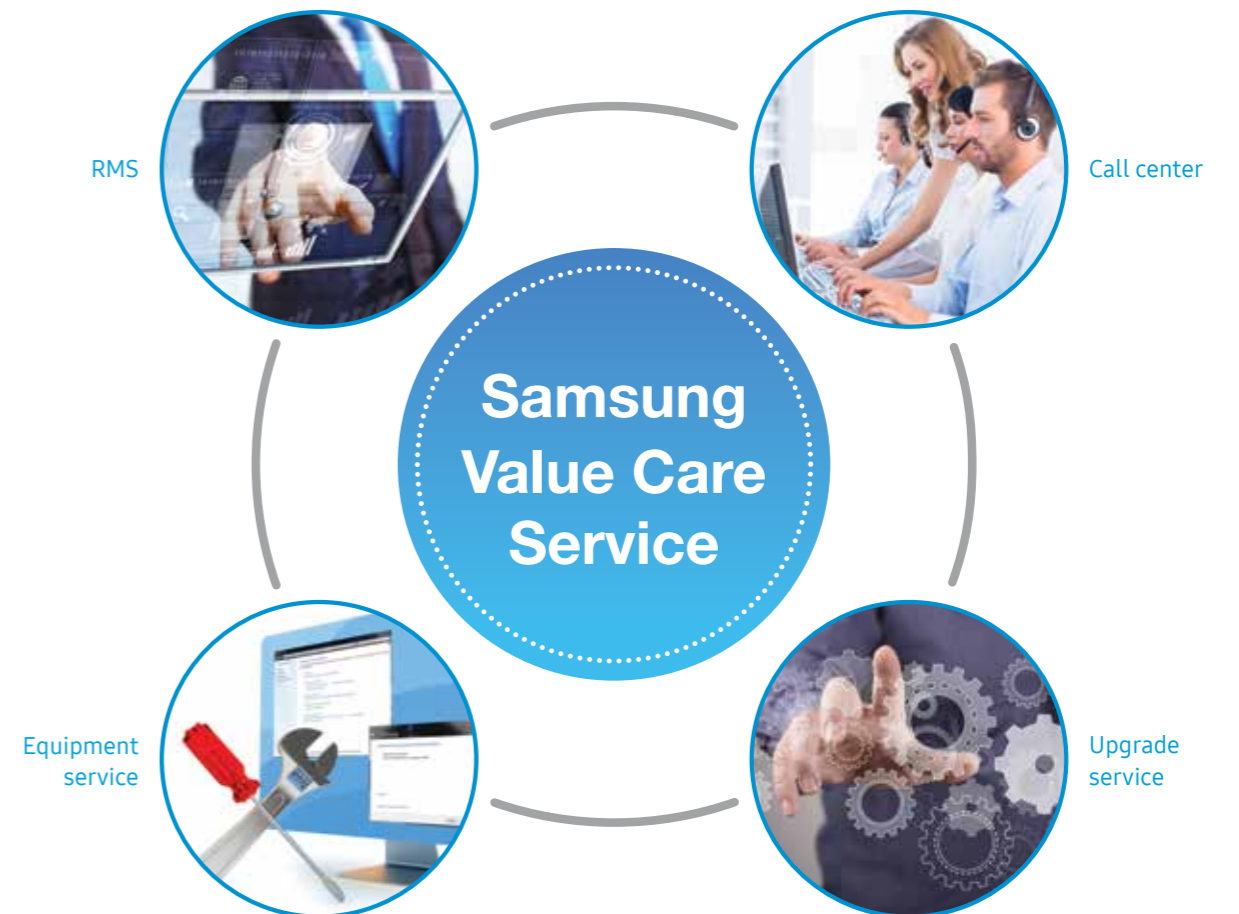 RMS
Call center
Samsung
Value Care
Service
Equipment
service
Upgrade
service